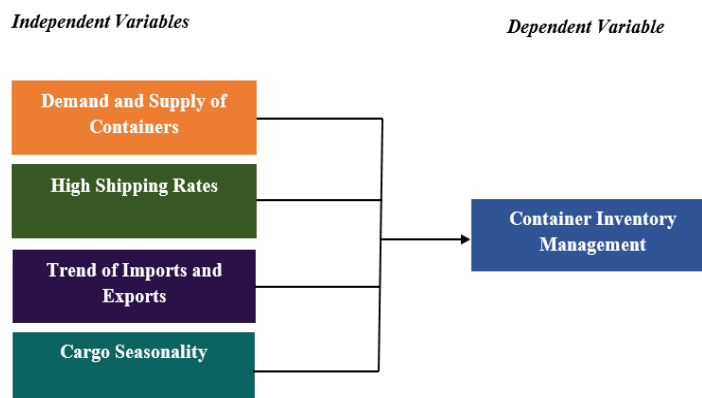 Independent Variables
Dependent Variable
Demand and Supply of
Containers
High Shipping Rates
Trend of Imports and
Exports
Cargo Seasonality
Container Inventory
Management